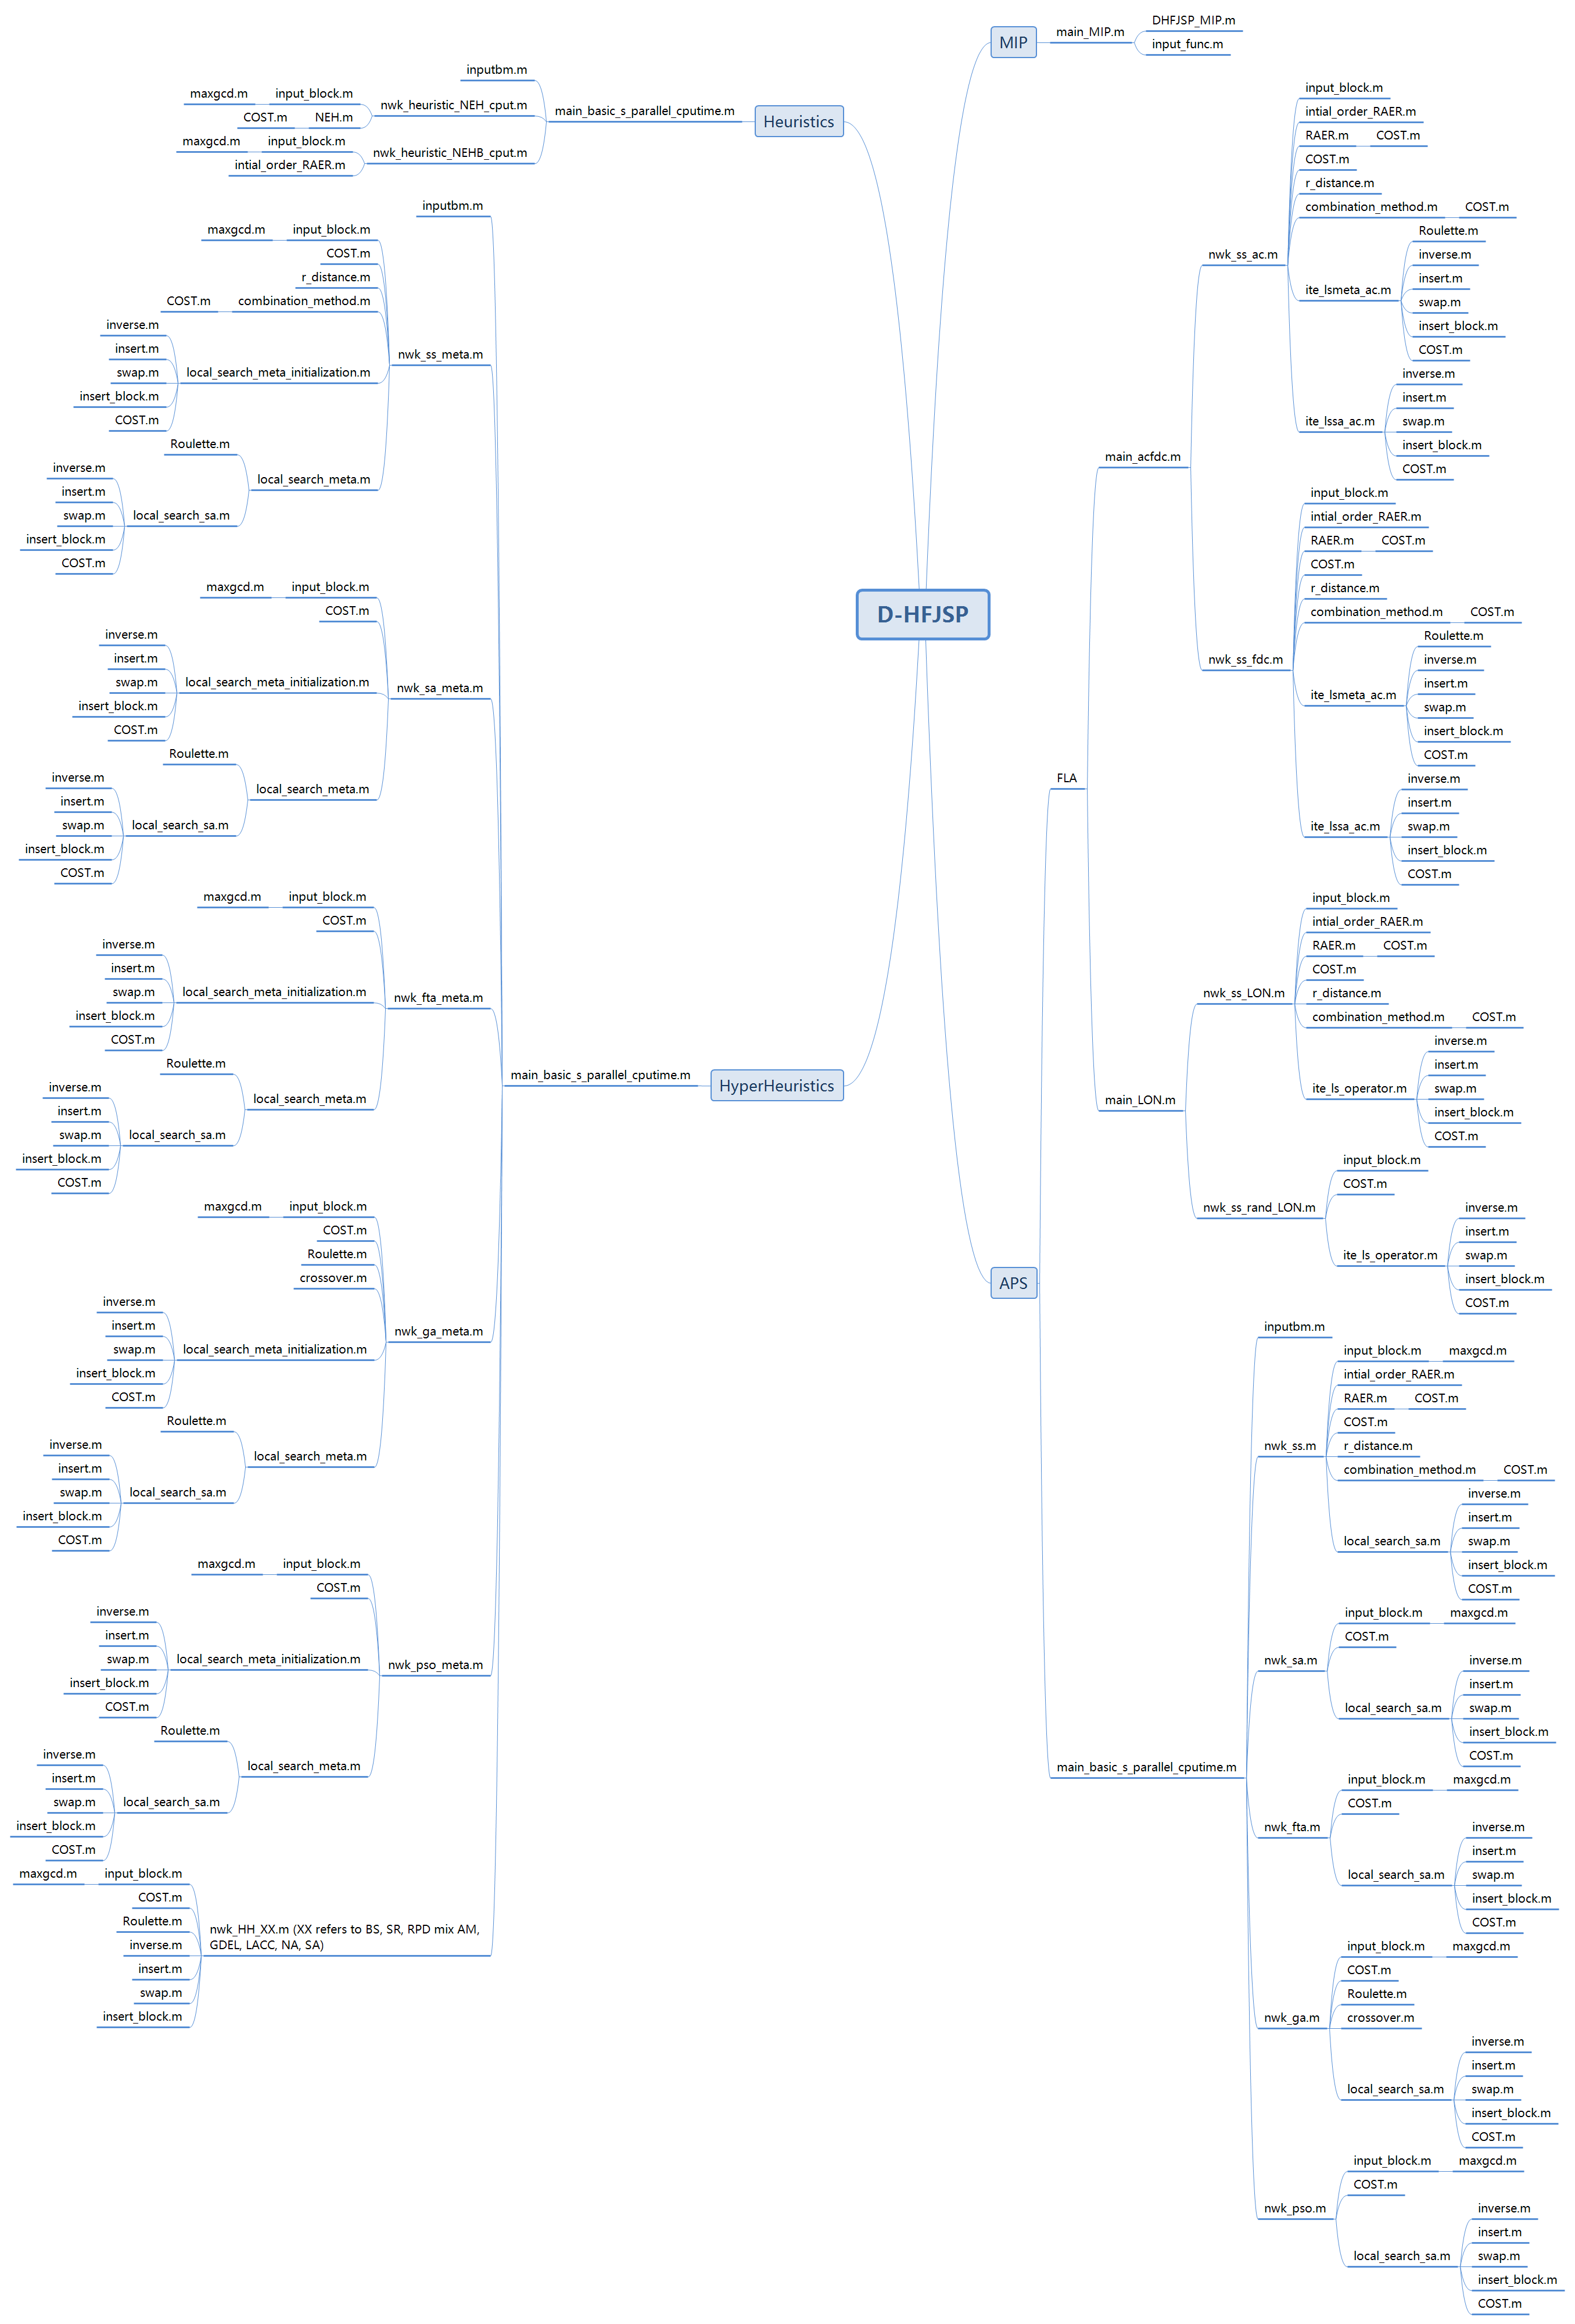 D-HFJSP
MIP
main_MIP.m
DHFJSP_MIP.m
input_func.m
Heuristics
main_basic_s_parallel_cputime.m
inputbm.m
nwk_heuristic_NEH_cput.m
input_block.m
maxgcd.m
NEH.m
COST.m
nwk_heuristic_NEHB_cput.m
input_block.m
maxgcd.m
intial_order_RAER.m
HyperHeuristics
main_basic_s_parallel_cputime.m
inputbm.m
nwk_ss_meta.m
input_block.m
maxgcd.m
COST.m
r_distance.m
combination_method.m
COST.m
local_search_meta_initialization.m
inverse.m
insert.m
swap.m
insert_block.m
COST.m
local_search_meta.m
Roulette.m
local_search_sa.m
inverse.m
insert.m
swap.m
insert_block.m
COST.m
nwk_sa_meta.m
input_block.m
maxgcd.m
COST.m
local_search_meta_initialization.m
inverse.m
insert.m
swap.m
insert_block.m
COST.m
local_search_meta.m
Roulette.m
local_search_sa.m
inverse.m
insert.m
swap.m
insert_block.m
COST.m
nwk_fta_meta.m
input_block.m
maxgcd.m
COST.m
local_search_meta_initialization.m
inverse.m
insert.m
swap.m
insert_block.m
COST.m
local_search_meta.m
Roulette.m
local_search_sa.m
inverse.m
insert.m
swap.m
insert_block.m
COST.m
nwk_ga_meta.m
input_block.m
maxgcd.m
COST.m
Roulette.m
crossover.m
local_search_meta_initialization.m
inverse.m
insert.m
swap.m
insert_block.m
COST.m
local_search_meta.m
Roulette.m
local_search_sa.m
inverse.m
insert.m
swap.m
insert_block.m
COST.m
nwk_pso_meta.m
input_block.m
maxgcd.m
COST.m
local_search_meta_initialization.m
inverse.m
insert.m
swap.m
insert_block.m
COST.m
local_search_meta.m
Roulette.m
local_search_sa.m
inverse.m
insert.m
swap.m
insert_block.m
COST.m
nwk_HH_XX.m (XX refers to BS, SR, RPD mix AM,
GDEL, LACC, NA, SA)
input_block.m
maxgcd.m
COST.m
Roulette.m
inverse.m
insert.m
swap.m
insert_block.m
APS
FLA
main_acfdc.m
nwk_ss_ac.m
input_block.m
intial_order_RAER.m
RAER.m
COST.m
COST.m
r_distance.m
combination_method.m
COST.m
ite_lsmeta_ac.m
Roulette.m
inverse.m
insert.m
swap.m
insert_block.m
COST.m
ite_lssa_ac.m
inverse.m
insert.m
swap.m
insert_block.m
COST.m
nwk_ss_fdc.m
input_block.m
intial_order_RAER.m
RAER.m
COST.m
COST.m
r_distance.m
combination_method.m
COST.m
ite_lsmeta_ac.m
Roulette.m
inverse.m
insert.m
swap.m
insert_block.m
COST.m
ite_lssa_ac.m
inverse.m
insert.m
swap.m
insert_block.m
COST.m
main_LON.m
nwk_ss_LON.m
input_block.m
intial_order_RAER.m
RAER.m
COST.m
COST.m
r_distance.m
combination_method.m
COST.m
ite_ls_operator.m
inverse.m
insert.m
swap.m
insert_block.m
COST.m
nwk_ss_rand_LON.m
input_block.m
COST.m
ite_ls_operator.m
inverse.m
insert.m
swap.m
insert_block.m
COST.m
main_basic_s_parallel_cputime.m
inputbm.m
nwk_ss.m
input_block.m
maxgcd.m
intial_order_RAER.m
RAER.m
COST.m
COST.m
r_distance.m
combination_method.m
COST.m
local_search_sa.m
inverse.m
insert.m
swap.m
insert_block.m
COST.m
nwk_sa.m
input_block.m
maxgcd.m
COST.m
local_search_sa.m
inverse.m
insert.m
swap.m
insert_block.m
COST.m
nwk_fta.m
input_block.m
maxgcd.m
COST.m
local_search_sa.m
inverse.m
insert.m
swap.m
insert_block.m
COST.m
nwk_ga.m
input_block.m
maxgcd.m
COST.m
Roulette.m
crossover.m
local_search_sa.m
inverse.m
insert.m
swap.m
insert_block.m
COST.m
nwk_pso.m
input_block.m
maxgcd.m
COST.m
local_search_sa.m
inverse.m
insert.m
swap.m
insert_block.m
COST.m